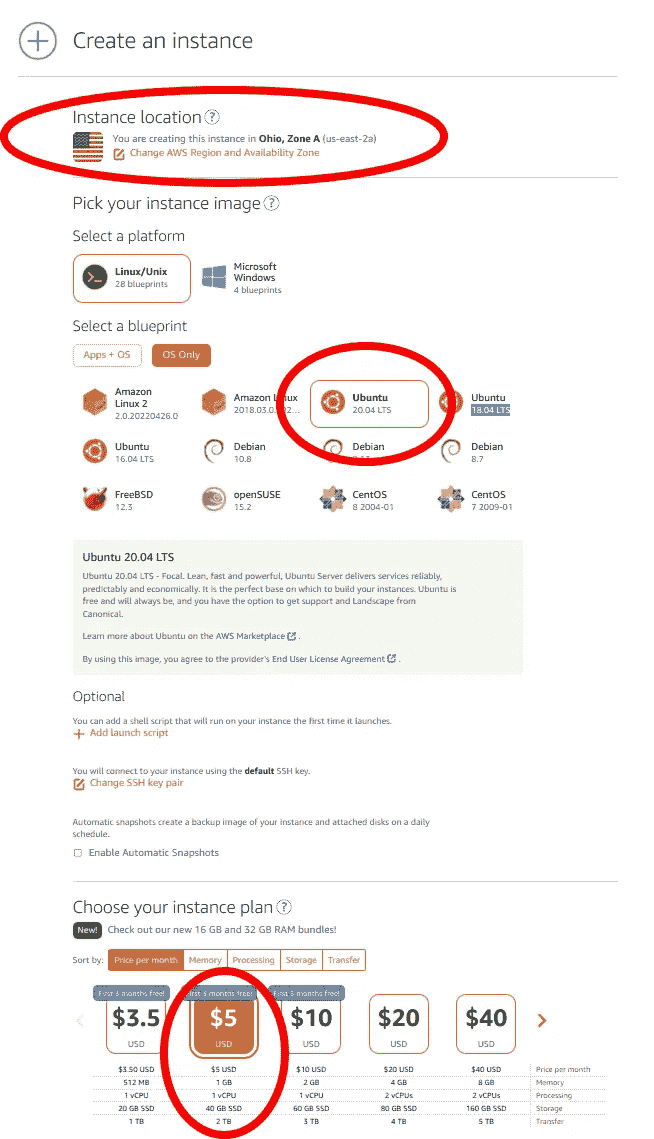 Create an instance
Instance location ?
You are creating this instance in Ohio, Zone A (us-east-2a)
Change AWS Region and Availability Zone
Pick your instance image ?
Select a platform
Linux/Unix
28 blueprints
Microsoft
Windows
4 blueprints
Select a blueprint
Apps + OS
OS Only
Amazon
Linux 2
2.0.20220426.0
Amazon Linux
2018.03.0
Ubuntu
20.04 LTS
Ubuntu
18.04 LTS
Ubuntu
16.04 LTS
Debian
10.8
Debian
Debian
8.7
FreeBSD
12.3
openSUSE
15.2
CentOS
8 2004-01
CentOS
7 2009-01
Ubuntu 20.04 LTS
Ubuntu 20.04 LTS - Focal. Lean, fast and powerful, Ubuntu Server delivers services reliably,
predictably and economically. It is the perfect base on which to build your instances. Ubuntu is
free and will always be, and you have the option to get support and Landscape from
Canonical.
Learn more about Ubuntu on the AWS Marketplace .
By using this image, you agree to the provider's End User License Agreement .
Optional
You can add a shell script that will run on your instance the first time it launches.
Add launch script
You will connect to your instance using the default SSH key.
Change SSH key pair
Automatic snapshots create a backup image of your instance and attached disks on a daily
schedule.
Enable Automatic Snapshots
Choose your instance plan ?
New! Check out our new 16 GB and 32 GB RAM bundles!
Sort by: Price per month Memory Processing Storage Transfer
First 3 months free! First 3 months free! First 3 months free!
$3.5 $5 $10 $20 $40
USD USD USD USD USD
$3.50 USD $5 USD $10 USD $20 USD $40 USD Price per month
512 MB 1 GB 2 GB 4 GB 8 GB Memory
1 vCPU 1 vCPU 1 vCPU 2 vCPUs 2 vCPUs Processing
20 GB SSD 40 GB SSD 60 GB SSD 80 GB SSD 160 GB SSD Storage
1 TB 2 TB 3 TB 4 TB 5 TB Transfer